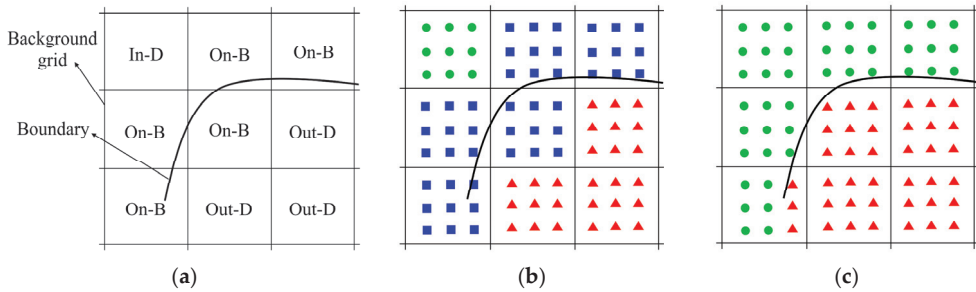 Background
grid
Boundary
In-D On-B On-B
On-B On-B Out-D
On-B Out-D Out-D
(a) (b) (c)